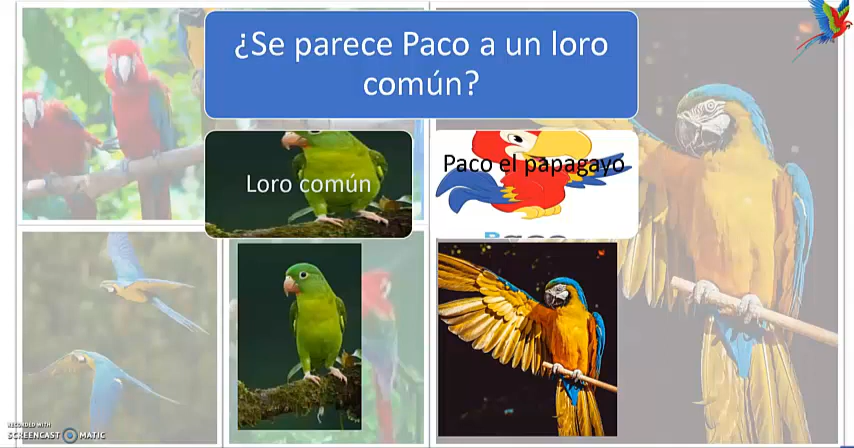 ¿Se parece Paco a un loro
común?
Loro común
Paco el papagayo
RECORDED WITH
SCREENCAST MATIC